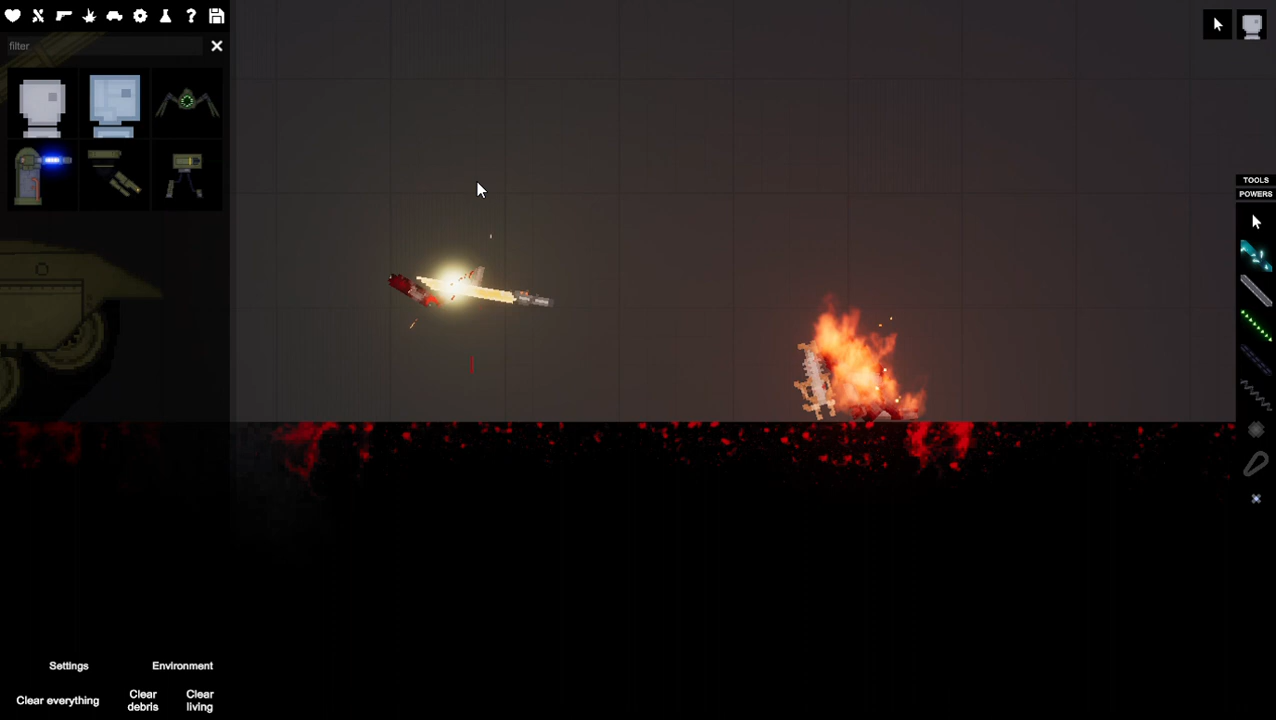 filter
TOOLS
POWERS
Settings
Environment
Clear everything
Clear
debris
Clear
living